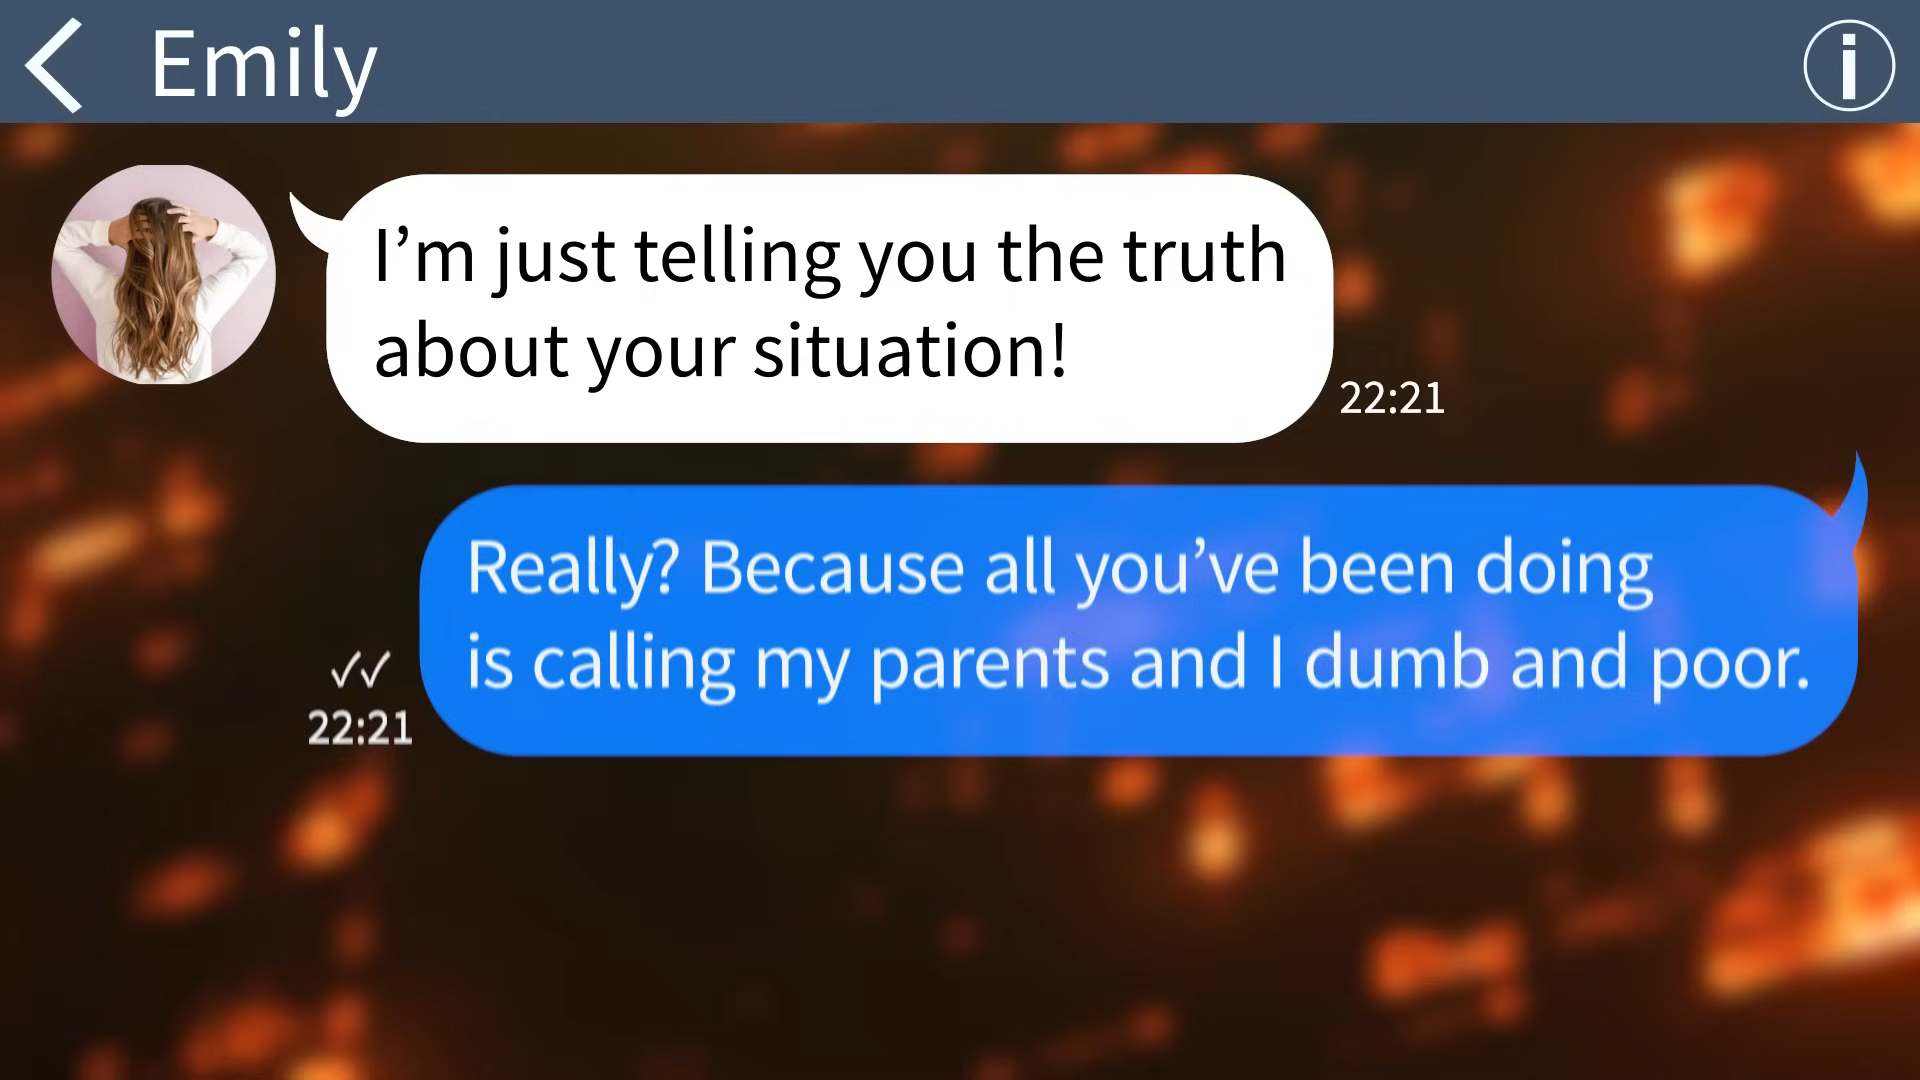 Emily
I’m just telling you the truth
about your situation!
22:21
Really? Because all you’ve been doing
is calling my parents and I dumb and poor.
✓✓
22:21